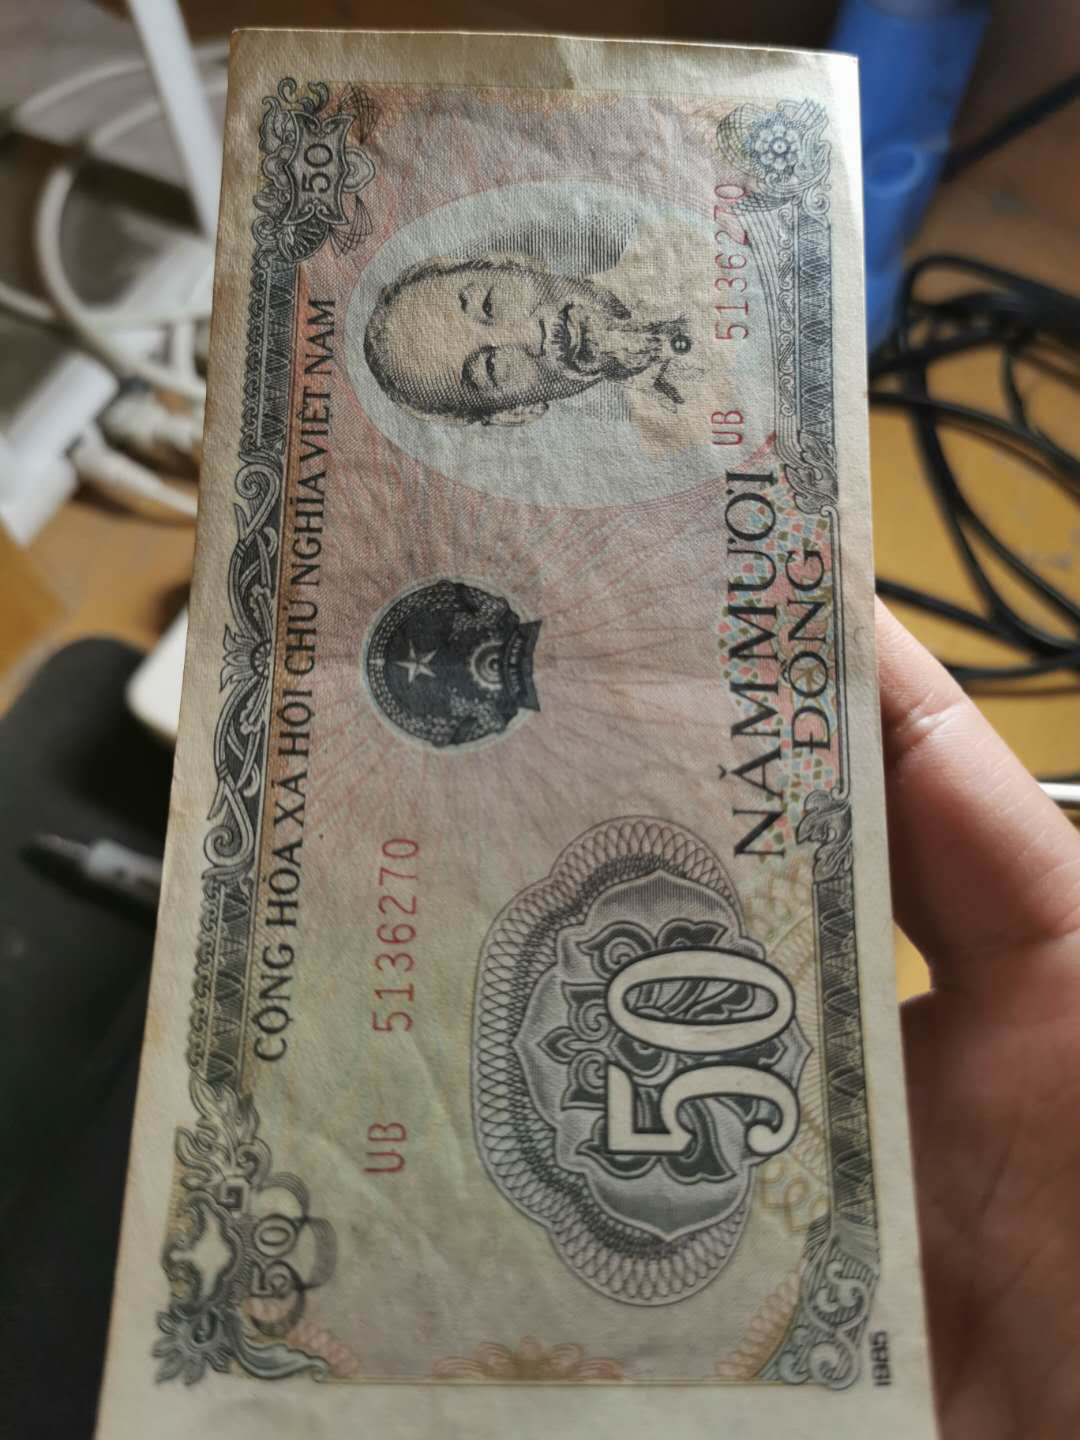 50
CỘNG HÒA XÃ HỘI CHỦ NGHĨA VIỆT NAM
50
UB 5136270
50
NĂM MƯƠI
ĐỒNG
UB 5136270
1985